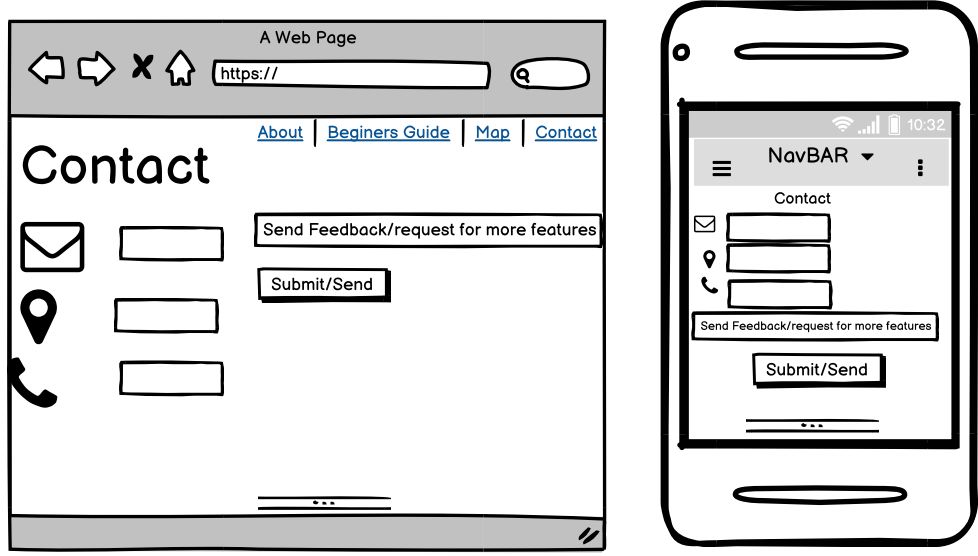 A Web Page
https://
About
Beginers Guide
Map
Contact
Contact
Send Feedback/request for more features
Submit/Send
10:32
NavBAR
Contact
Send Feedback/request for more features
Submit/Send